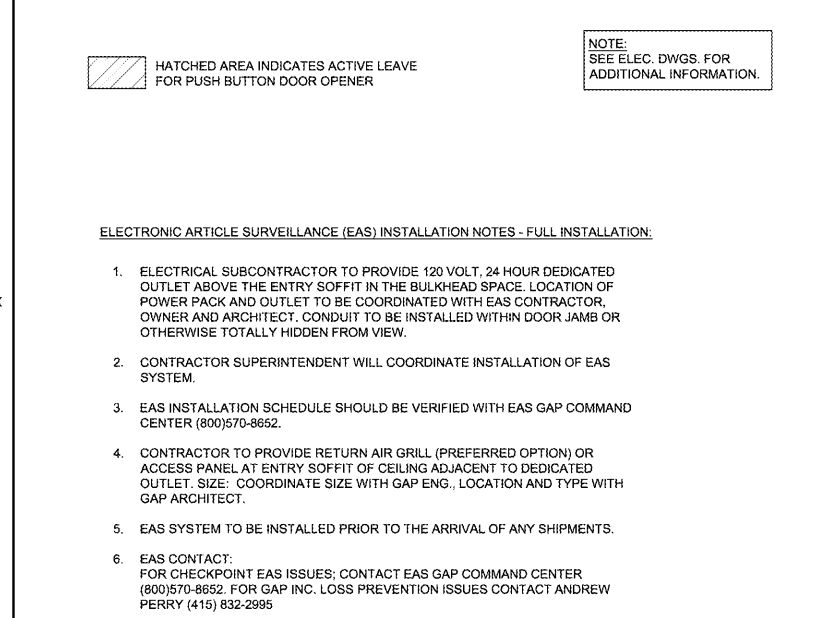 HATCHED AREA INDICATES ACTIVE LEAVE
FOR PUSH BUTTON DOOR OPENER
NOTE:
SEE ELEC. DWGS. FOR
ADDITIONAL INFORMATION.
ELECTRONIC ARTICLE SURVEILLANCE (EAS) INSTALLATION NOTES - FULL INSTALLATION:
1. ELECTRICAL SUBCONTRACTOR TO PROVIDE 120 VOLT, 24 HOUR DEDICATED
OUTLET ABOVE THE ENTRY SOFFIT IN THE BULKHEAD SPACE. LOCATION OF
POWER PACK AND OUTLET TO BE COORDINATED WITH EAS CONTRACTOR,
OWNER AND ARCHITECT. CONDUIT TO BE INSTALLED WITHIN DOOR JAMB OR
OTHERWISE TOTALLY HIDDEN FROM VIEW.
2. CONTRACTOR SUPERINTENDENT WILL COORDINATE INSTALLATION OF EAS
SYSTEM.
3. EAS INSTALLATION SCHEDULE SHOULD BE VERIFIED WITH EAS GAP COMMAND
CENTER (800)570-8652.
4. CONTRACTOR TO PROVIDE RETURN AIR GRILL (PREFERRED OPTION) OR
ACCESS PANEL AT ENTRY SOFFIT OF CEILING ADJACENT TO DEDICATED
OUTLET. SIZE: COORDINATE SIZE WITH GAP ENG., LOCATION AND TYPE WITH
GAP ARCHITECT.
5. EAS SYSTEM TO BE INSTALLED PRIOR TO THE ARRIVAL OF ANY SHIPMENTS.
6. EAS CONTACT:
FOR CHECKPOINT EAS ISSUES; CONTACT EAS GAP COMMAND CENTER
(800)570-8652. FOR GAP INC. LOSS PREVENTION ISSUES CONTACT ANDREW
PERRY (415) 832-2995